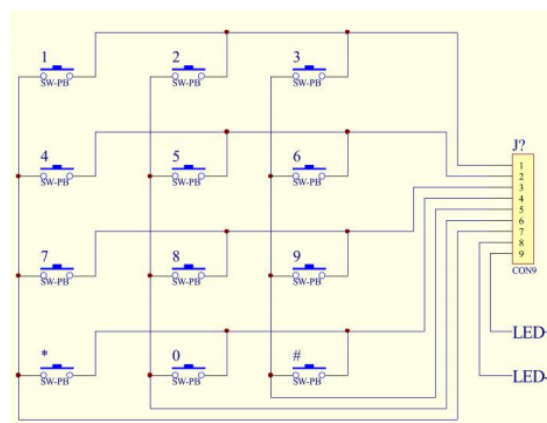 1 2 3
SW-PB SW-PB SW-PB
4 5 6
SW-PB SW-PB SW-PB
7 8 9
SW-PB SW-PB SW-PB
* 0 #
SW-PB SW-PB SW-PB
J?
1
2
3
4
5
6
7
8
9
CON9
LED-
LED-